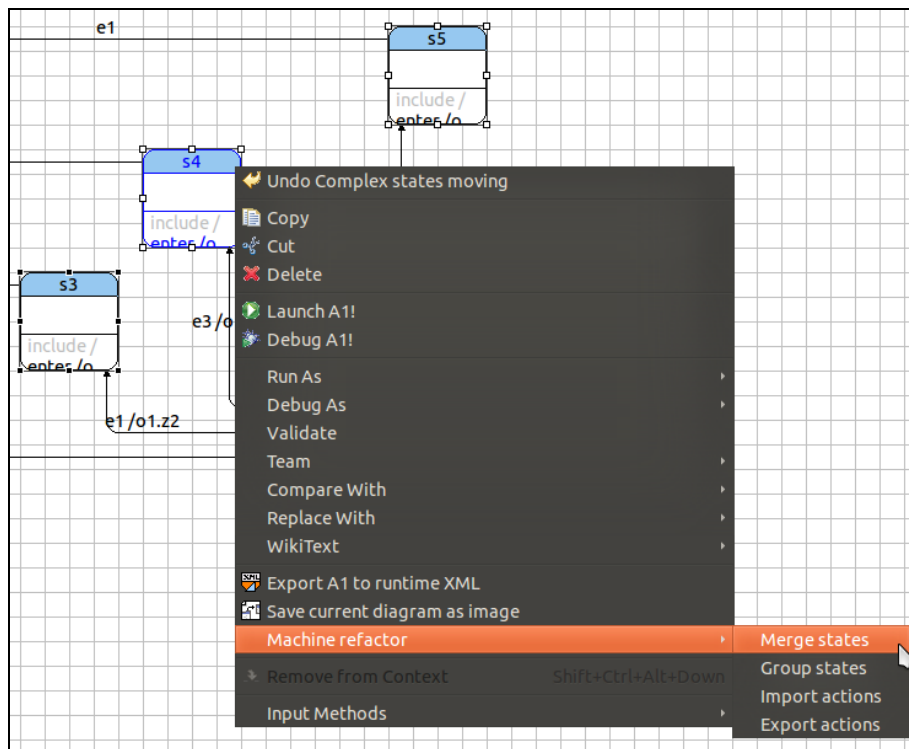 e1
s5
include /
enter /o
s4
include /
enter /o
s3
include /
enter /o
e3 /o
e1 /o1.z2
Undo Complex states moving
Copy
Cut
Delete
Launch A1!
Debug A1!
Run As
Debug As
Validate
Team
Compare With
Replace With
WikiText
Export A1 to runtime XML
Save current diagram as image
Machine refactor
Remove from Context Shift+Ctrl+Alt+Down
Input Methods
Merge states
Group states
Import actions
Export actions